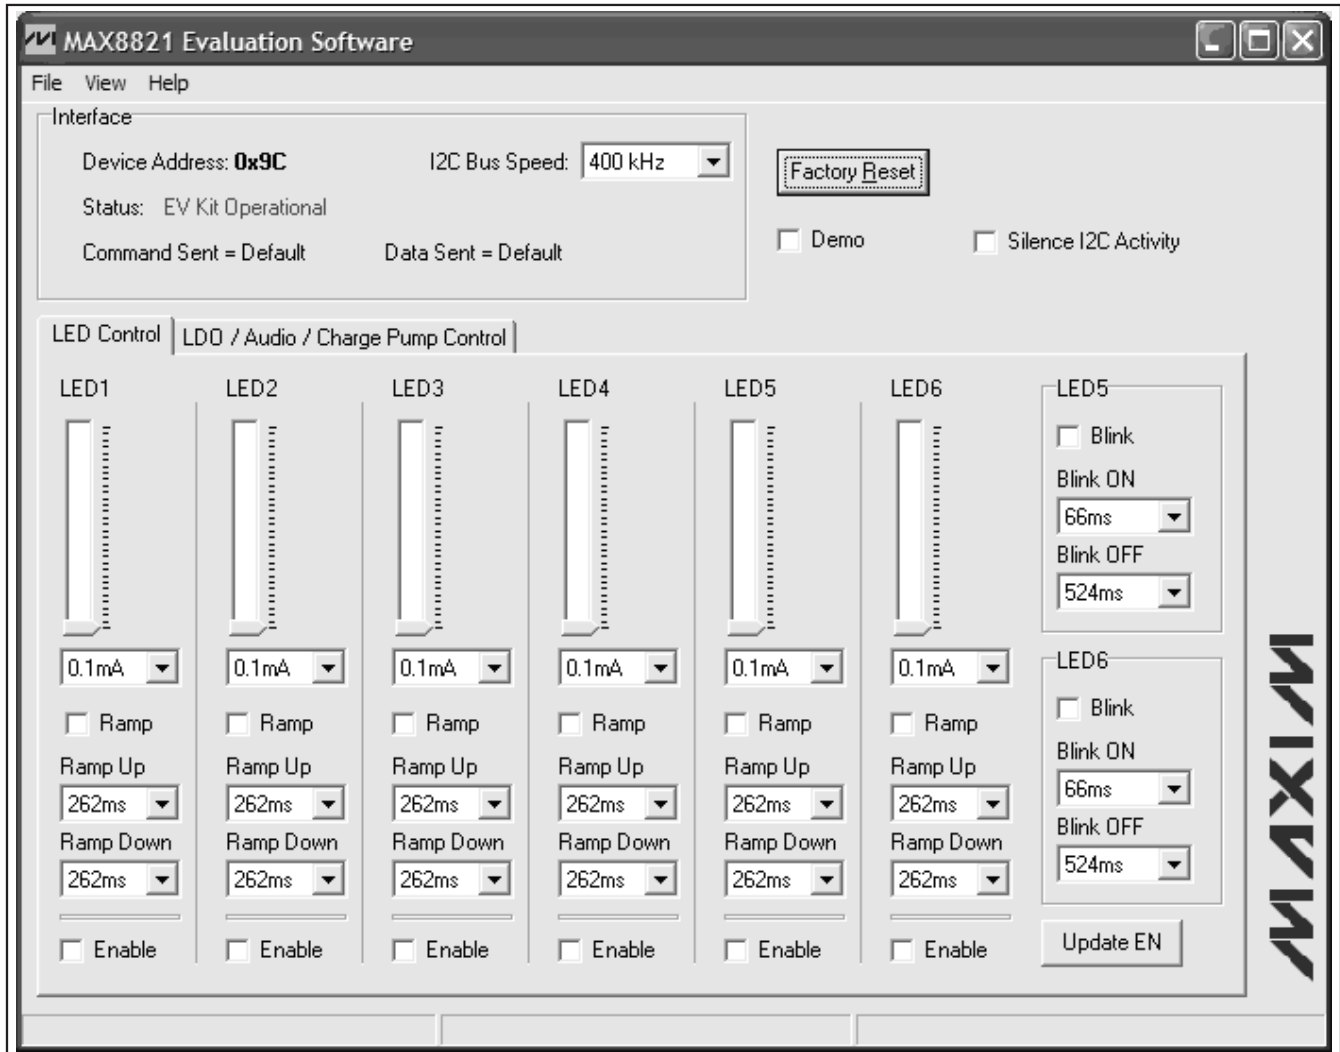 MAX8821 Evaluation Software
File View Help
Interface
Device Address: 0x9C I2C Bus Speed: 400 kHz
Status: EV Kit Operational
Command Sent = Default Data Sent = Default
Factory Reset
Demo Silence I2C Activity
LED Control LDO / Audio / Charge Pump Control
LED1 LED2 LED3 LED4 LED5 LED6
0.1mA 0.1mA 0.1mA 0.1mA 0.1mA 0.1mA
Ramp Ramp Ramp Ramp Ramp Ramp
Ramp Up Ramp Up Ramp Up Ramp Up Ramp Up Ramp Up
262ms 262ms 262ms 262ms 262ms 262ms
Ramp Down Ramp Down Ramp Down Ramp Down Ramp Down Ramp Down
262ms 262ms 262ms 262ms 262ms 262ms
Enable Enable Enable Enable Enable Enable
LED5
Blink
Blink ON
66ms
Blink OFF
524ms
LED6
Blink
Blink ON
66ms
Blink OFF
524ms
Update EN
MAXIM